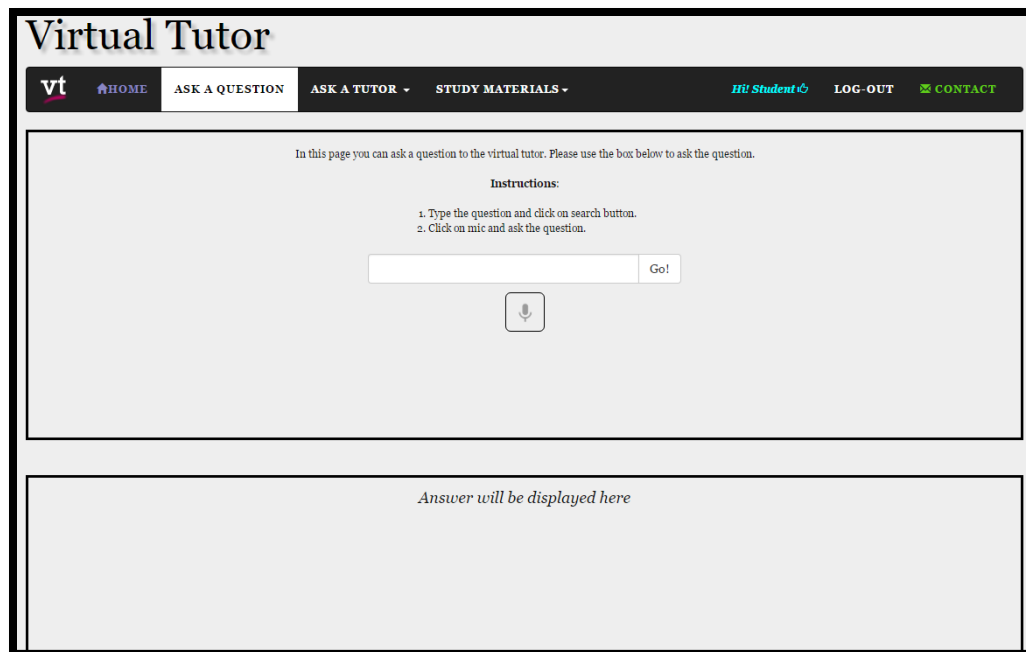 Virtual Tutor
vt HOME ASK A QUESTION ASK A TUTOR STUDY MATERIALS Hi! Student LOG-OUT CONTACT
In this page you can ask a question to the virtual tutor. Please use the box below to ask the question.
Instructions:
1. Type the question and click on search button.
2. Click on mic and ask the question.
Go!
Answer will be displayed here